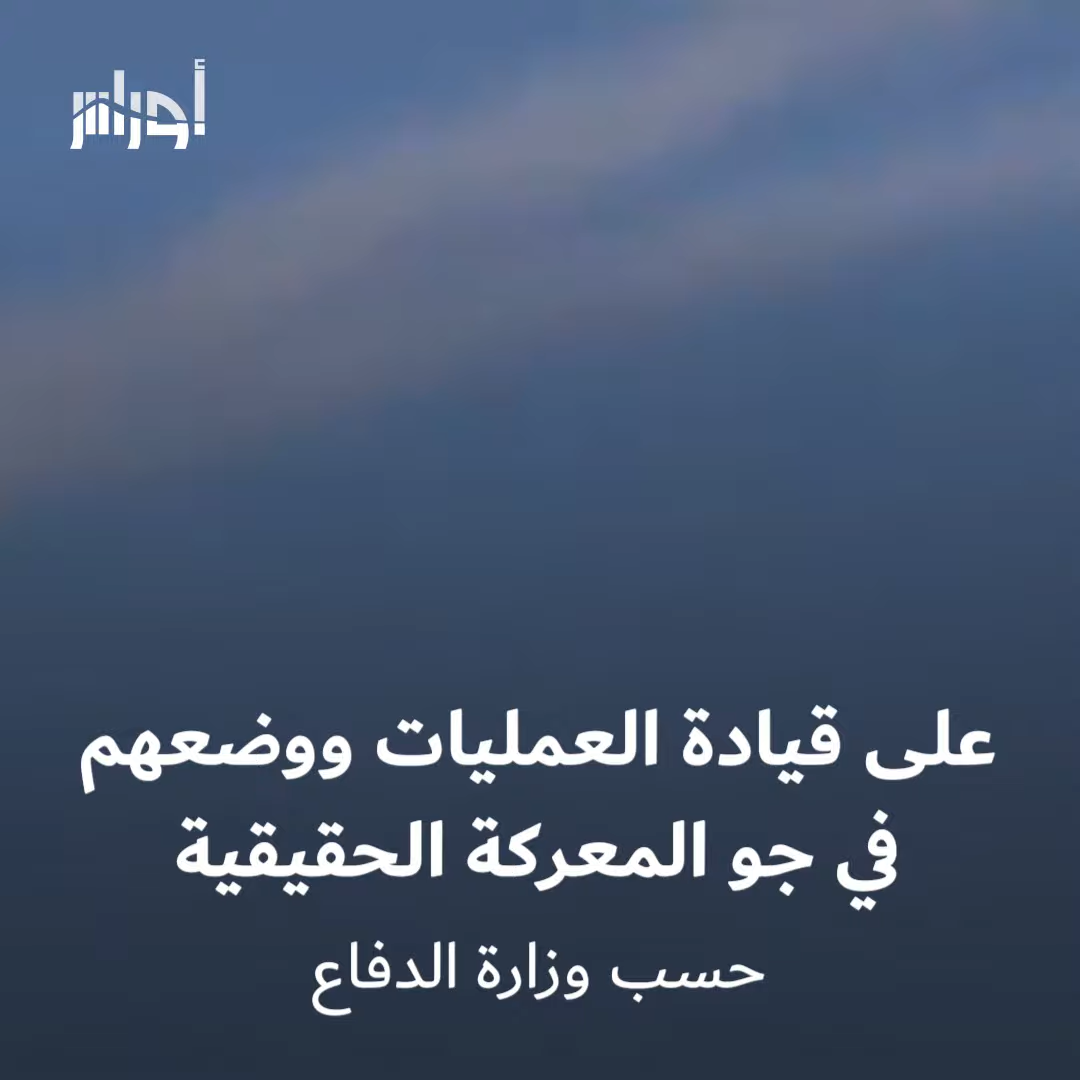 أوراس
على قيادة العمليات ووضعهم
في جو المعركة الحقيقية
حسب وزارة الدفاع